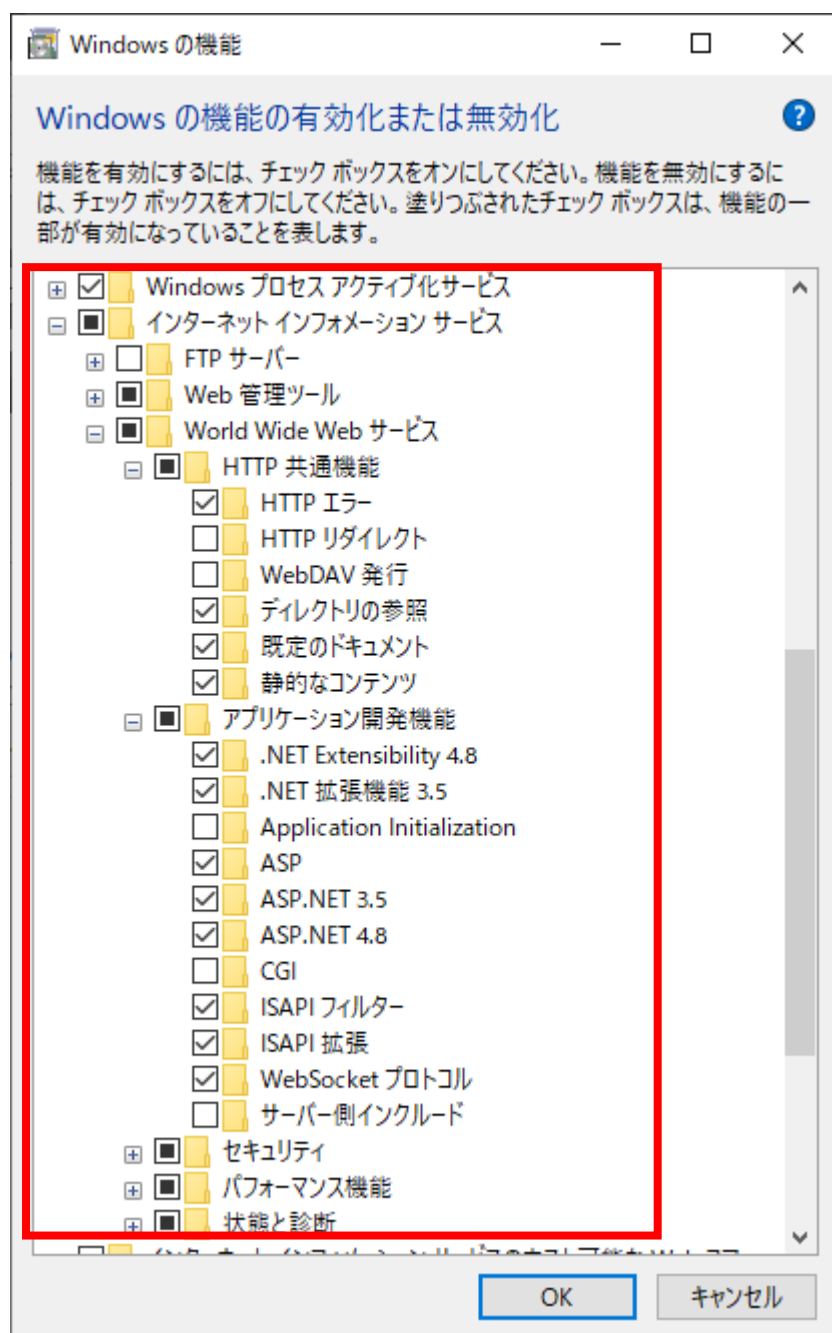 Windows の機能
Windows の機能の有効化または無効化
機能を有効にするには、チェック ボックスをオンにしてください。機能を無効にするに
は、チェック ボックスをオフにしてください。塗りつぶされたチェック ボックスは、機能の一
部が有効になっていることを表します。
Windows プロセス アクティブ化サービス
インターネット インフォメーション サービス
FTP サーバー
Web 管理ツール
World Wide Web サービス
HTTP 共通機能
HTTP エラー
HTTP リダイレクト
WebDAV 発行
ディレクトリの参照
既定のドキュメント
静的なコンテンツ
アプリケーション開発機能
.NET Extensibility 4.8
.NET 拡張機能 3.5
Application Initialization
ASP
ASP.NET 3.5
ASP.NET 4.8
CGI
ISAPI フィルター
ISAPI 拡張
WebSocket プロトコル
サーバー側インクルード
セキュリティ
パフォーマンス機能
状態と診断
OK
キャンセル